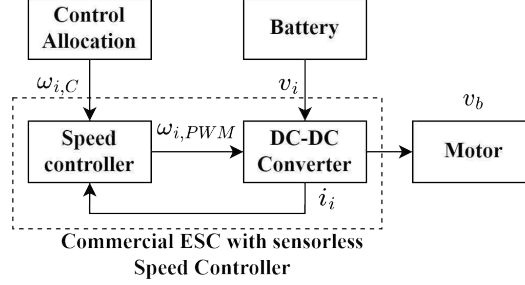 Control
Allocation
Battery
ω_{i,C}
v_i
v_b
Speed
controller
ω_{i,PWM}
DC-DC
Converter
Motor
i_i
Commercial ESC with sensorless
Speed Controller